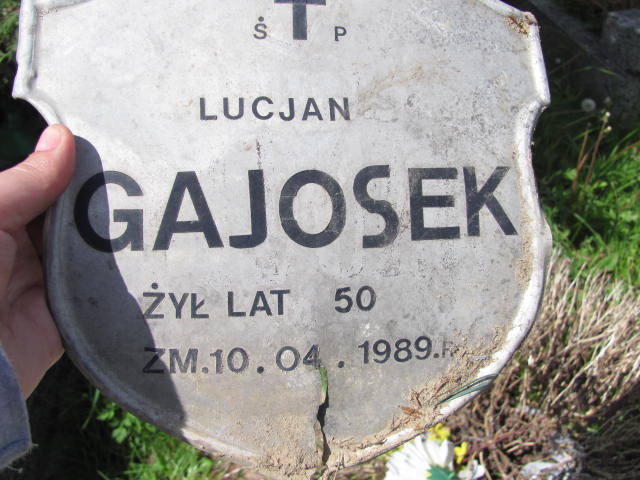 Ś P
LUCJAN
GAJOSEK
ŻYŁ LAT 50
ZM.10.04.1989.R